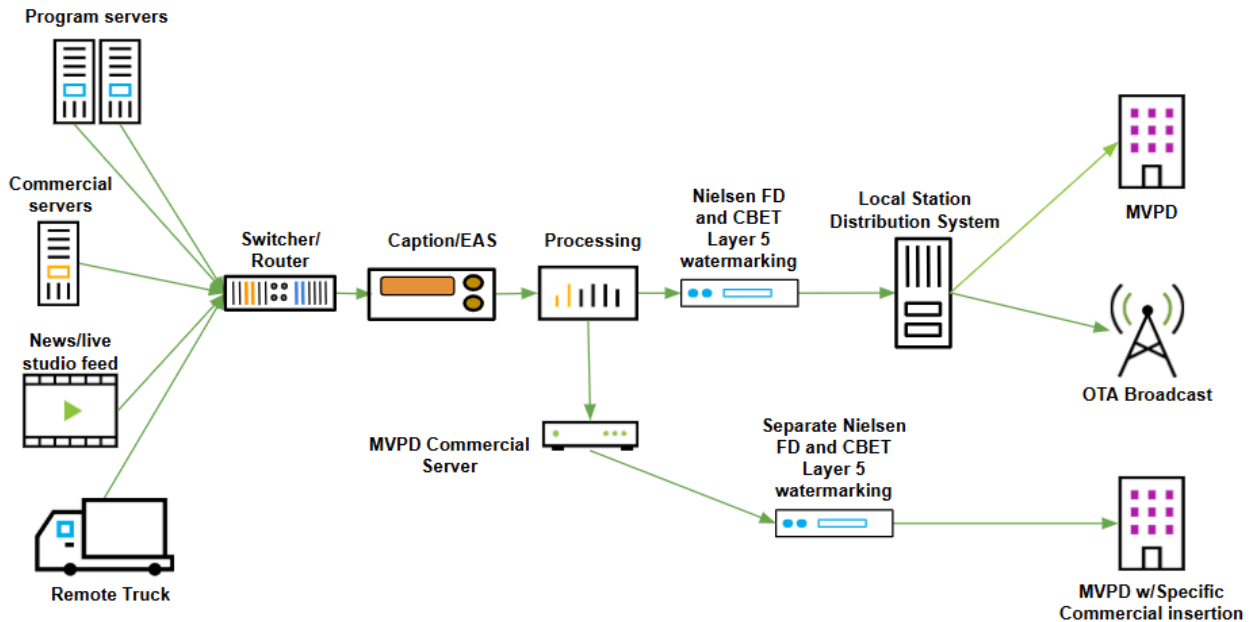 Program servers
Commercial
servers
News/live
studio feed
Remote Truck
Switcher/
Router
Caption/EAS
Processing
Nielsen FD
and CBET
Layer 5
watermarking
Local Station
Distribution System
MVPD
OTA Broadcast
MVPD Commercial
Server
Separate Nielsen
FD and CBET
Layer 5
watermarking
MVPD w/Specific
Commercial insertion